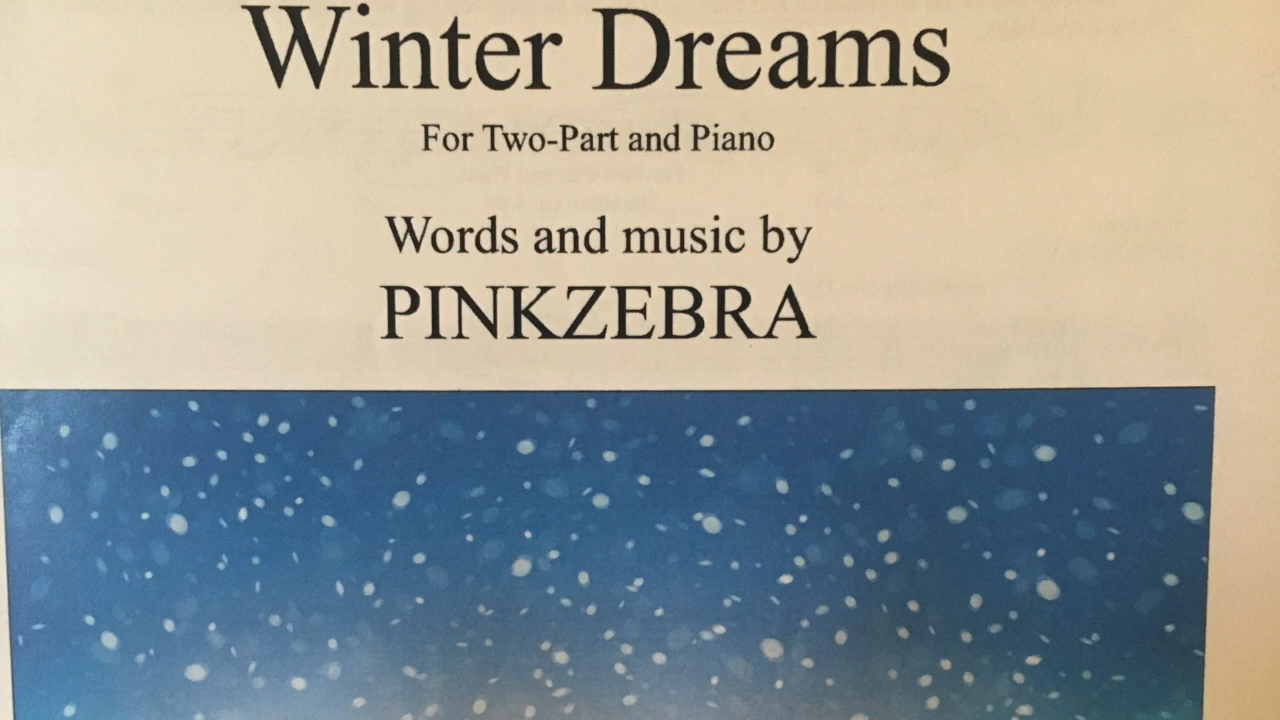 Winter Dreams
For Two-Part and Piano
Words and music by
PINKZEBRA